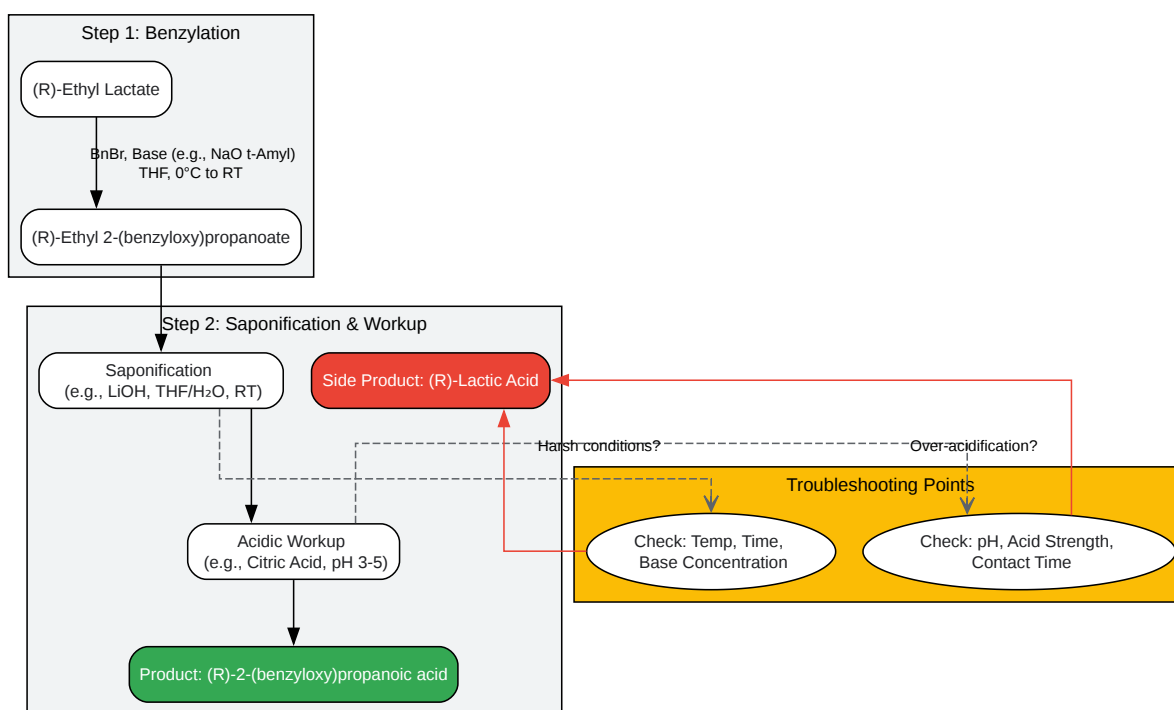 Step 1: Benzylation
(R)-Ethyl Lactate
BnBr, Base (e.g., NaO t-Amyl)
THF, 0°C to RT
(R)-Ethyl 2-(benzyloxy)propanoate
Step 2: Saponification & Workup
Saponification
(e.g., LiOH, THF/H₂O, RT)
Side Product: (R)-Lactic Acid
Harsh conditions?
Over-acidification?
Troubleshooting Points
Check: Temp, Time,
Base Concentration
Check: pH, Acid Strength,
Contact Time
Acidic Workup
(e.g., Citric Acid, pH 3-5)
Product: (R)-2-(benzyloxy)propanoic acid